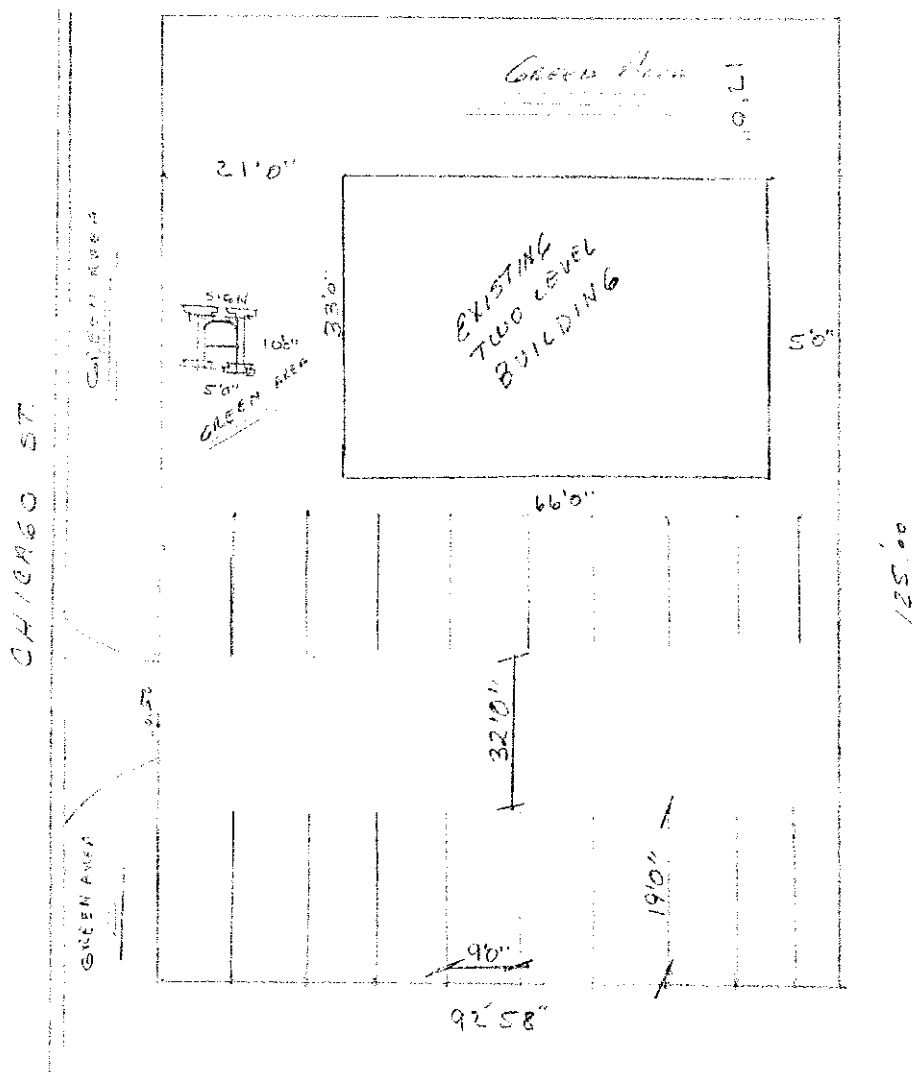 GREEN AREA
17'0"
21'0"
GREEN AREA
SIGN
10'0"
5'0"
GREEN AREA
33'0"
EXISTING
TWO LEVEL
BUILDING
5'0"
66'0"
CHICAGO ST.
125.'00
32'0"
19'0"
GREEN AREA
9'0"
92'58"